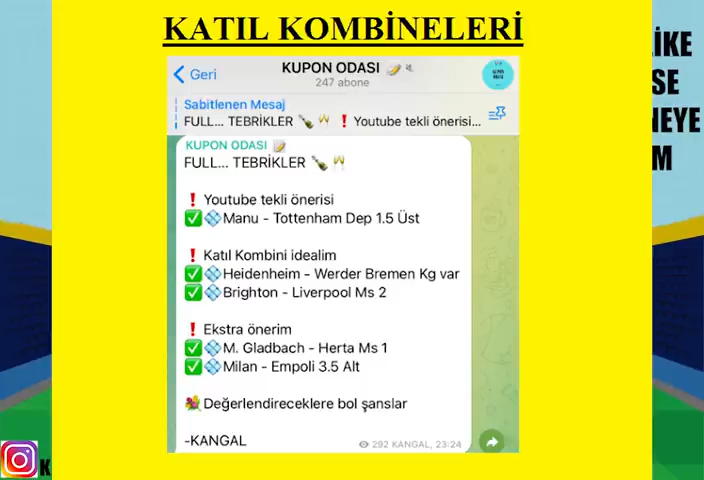 KATIL KOMBİNELERİ
Geri
KUPON ODASI
247 abone
Sabitlenen Mesaj
FULL... TEBRİKLER 🍾 🥂 ❗ Youtube tekli önerisi...
KUPON ODASI
FULL... TEBRİKLER 🍾 🥂
❗ Youtube tekli önerisi
✅💠Manu - Tottenham Dep 1.5 Üst
❗ Katıl Kombini idealim
✅💠Heidenheim - Werder Bremen Kg var
✅💠Brighton - Liverpool Ms 2
❗ Ekstra önerim
✅💠M. Gladbach - Herta Ms 1
✅💠Milan - Empoli 3.5 Alt
💐Değerlendireceklere bol şanslar
-KANGAL
292 KANGAL, 23:24
İKE
SE
NEYE
M
K